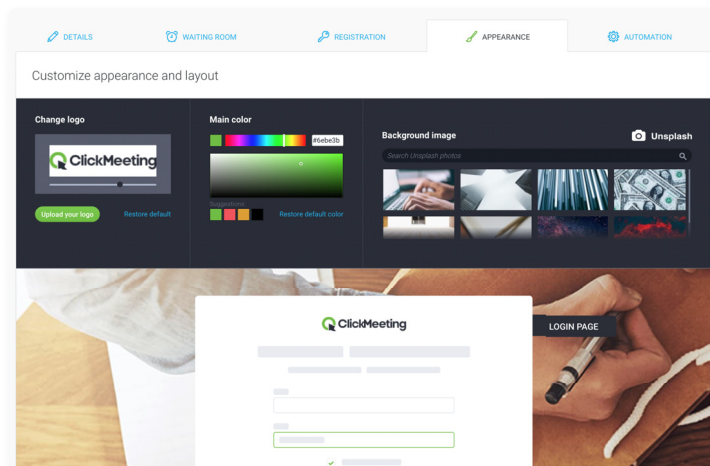 DETAILS
WAITING ROOM
REGISTRATION
APPEARANCE
AUTOMATION
Customize appearance and layout
Change logo
ClickMeeting
Upload your logo
Restore default
Main color
#6ebe3b
Suggestions:
Restore default color
Background image
Unsplash
Search Unsplash photos
ClickMeeting
LOGIN PAGE